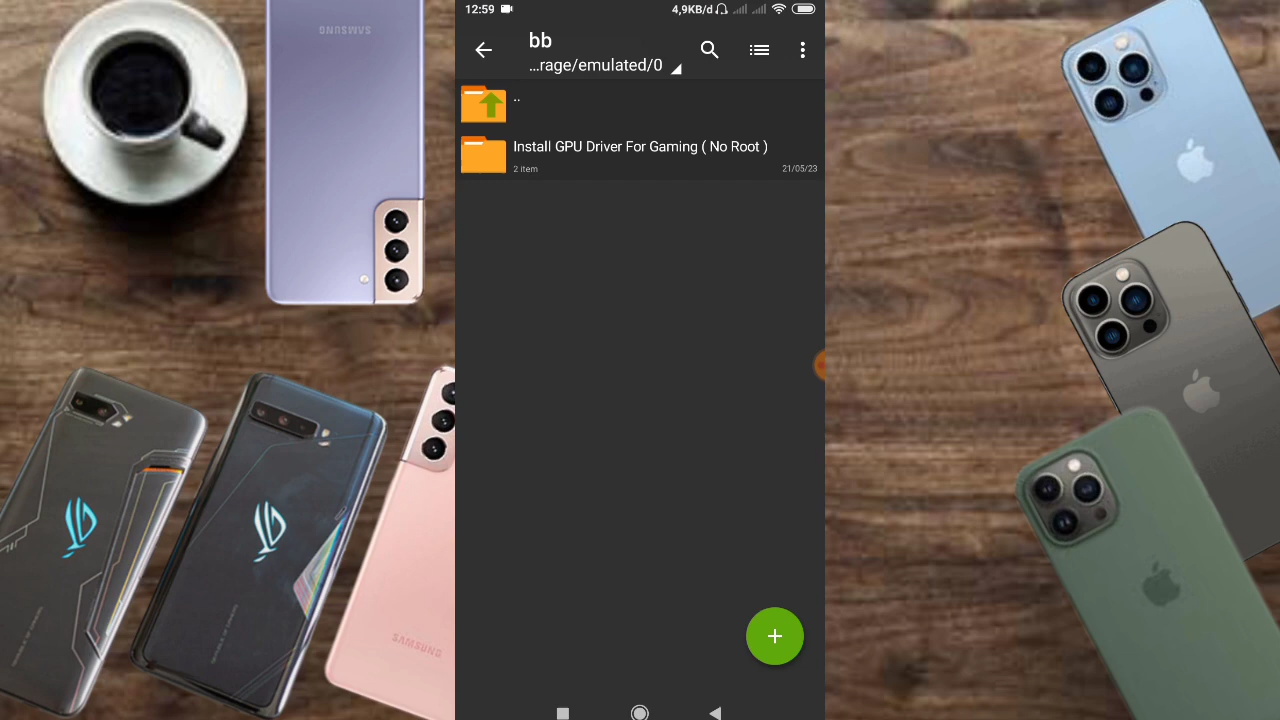 12:59
4,9KB/d
bb
...rage/emulated/0
..
Install GPU Driver For Gaming ( No Root )
2 item
21/05/23
SAMSUNG
SAMSUNG